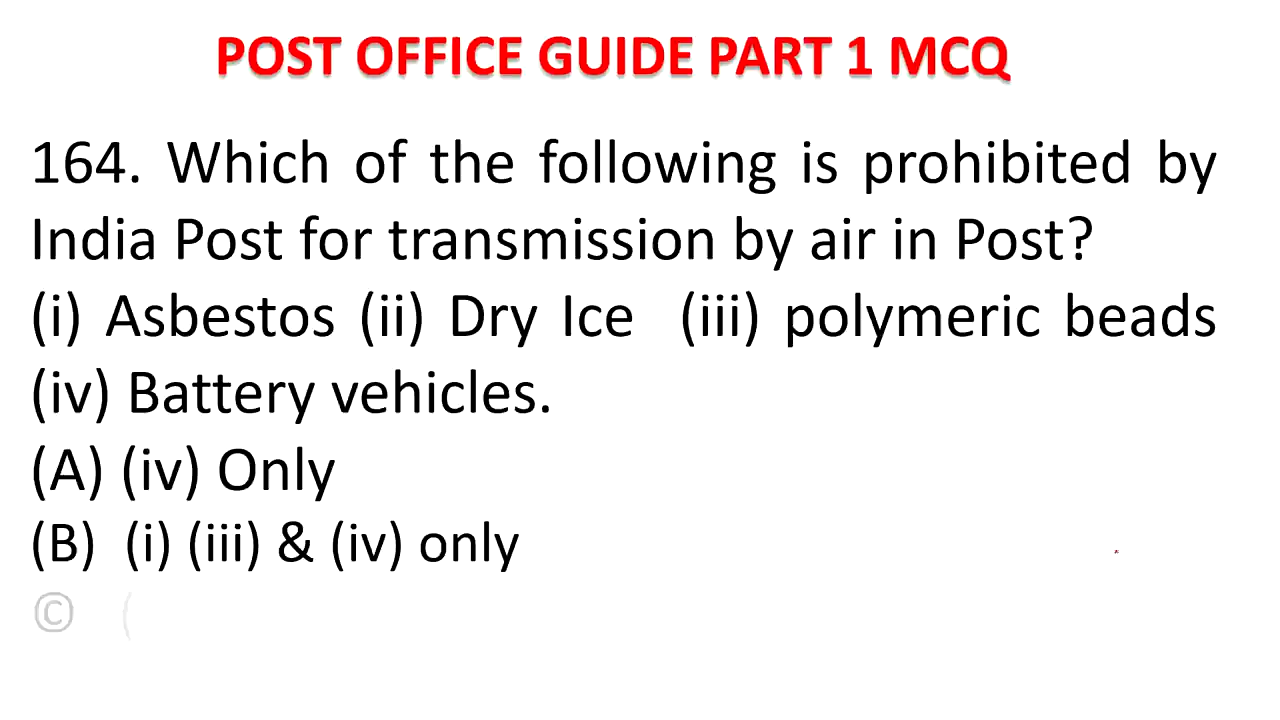 POST OFFICE GUIDE PART 1 MCQ
164. Which of the following is prohibited by
India Post for transmission by air in Post?
(i) Asbestos (ii) Dry Ice (iii) polymeric beads
(iv) Battery vehicles.
(A) (iv) Only
(B) (i) (iii) & (iv) only
© (